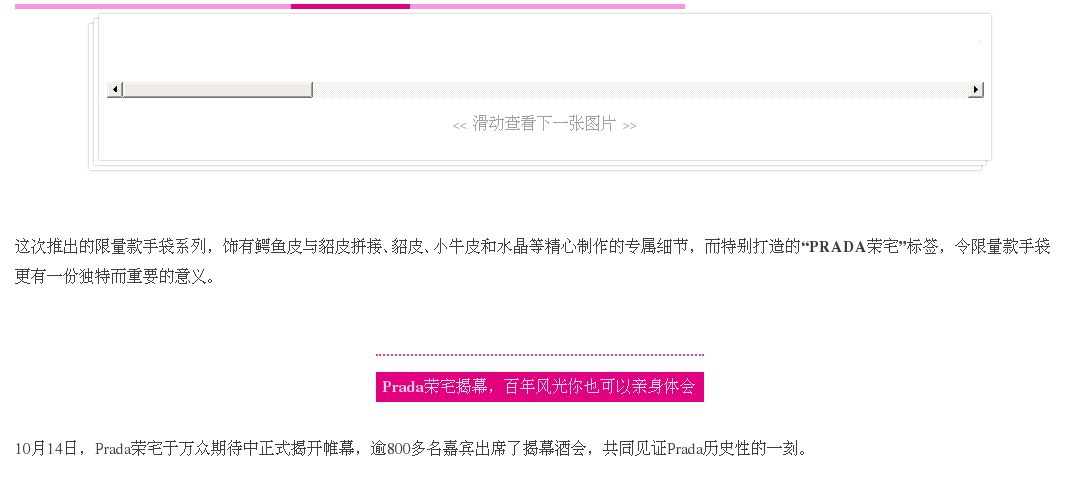 << 滑动查看下一张图片 >>
这次推出的限量款手袋系列，饰有鳄鱼皮与貂皮拼接、貂皮、小牛皮和水晶等精心制作的专属细节，而特别打造的“PRADA荣宅”标签，令限量款手袋
更有一份独特而重要的意义。
Prada荣宅揭幕，百年风光你也可以亲身体会
10月14日，Prada荣宅于万众期待中正式揭开帷幕，逾800多名嘉宾出席了揭幕酒会，共同见证Prada历史性的一刻。